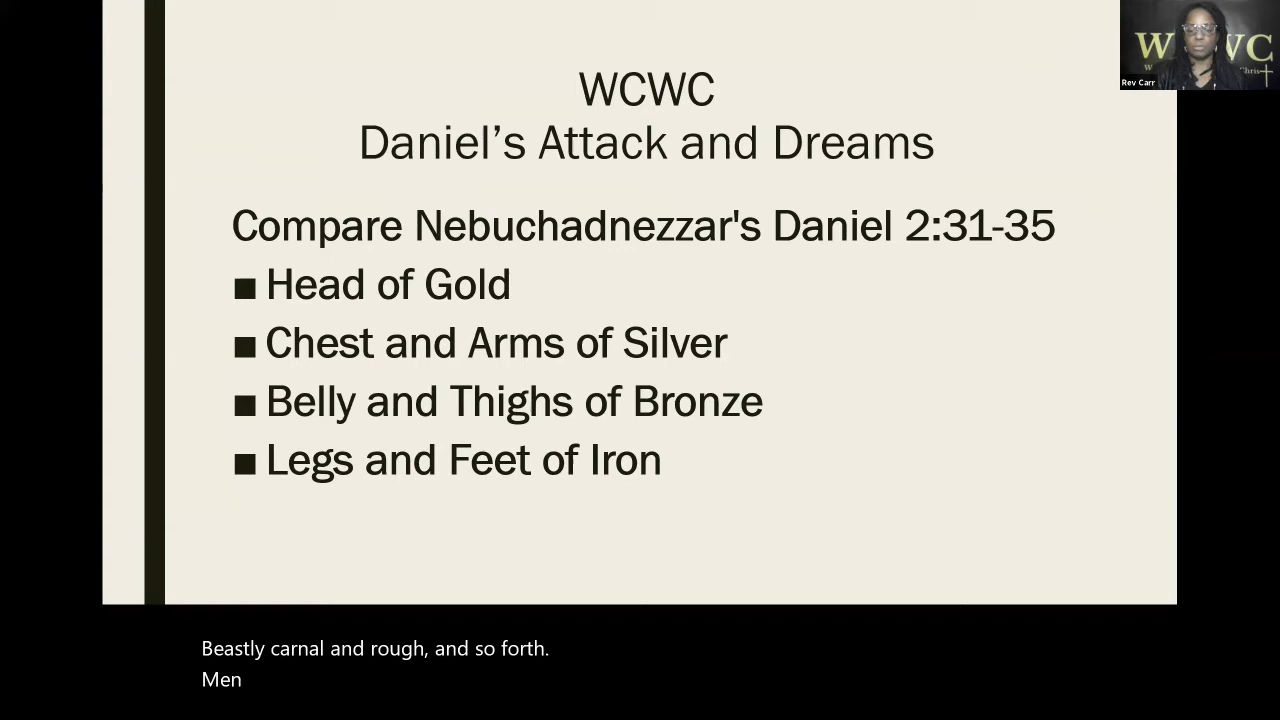 WCWC
Daniel’s Attack and Dreams
Compare Nebuchadnezzar's Daniel 2:31-35
■ Head of Gold
■ Chest and Arms of Silver
■ Belly and Thighs of Bronze
■ Legs and Feet of Iron
Rev Carr
Beastly carnal and rough, and so forth.
Men